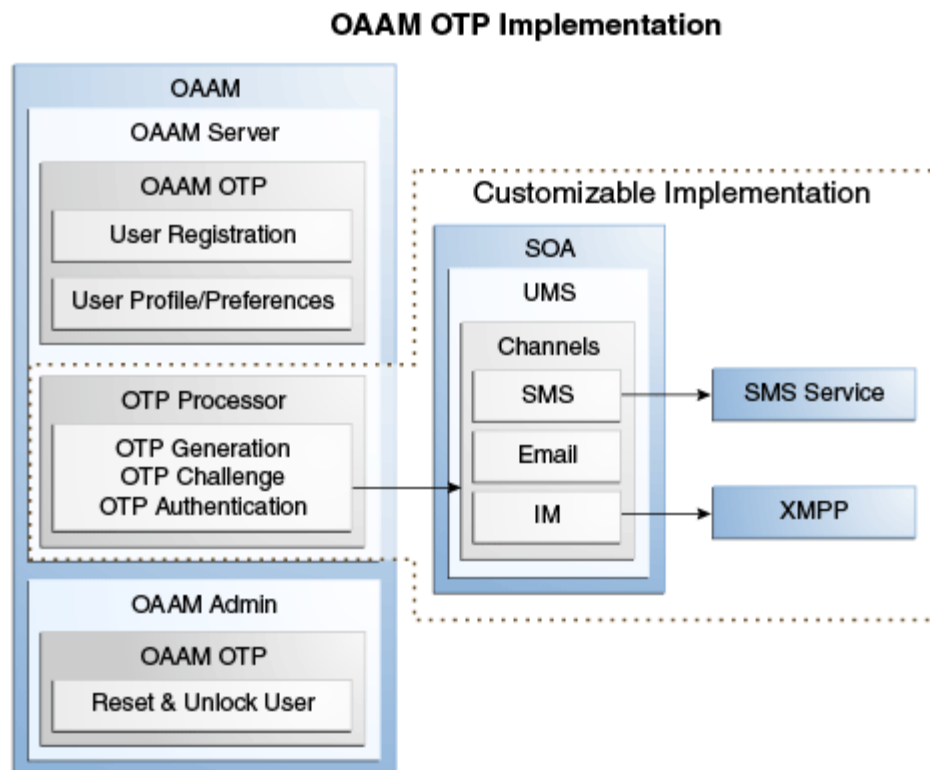 OAAM OTP Implementation
OAAM
OAAM Server
OAAM OTP
User Registration
User Profile/Preferences
OTP Processor
OTP Generation
OTP Challenge
OTP Authentication
OAAM Admin
OAAM OTP
Reset & Unlock User
Customizable Implementation
SOA
UMS
Channels
SMS
Email
IM
SMS Service
XMPP